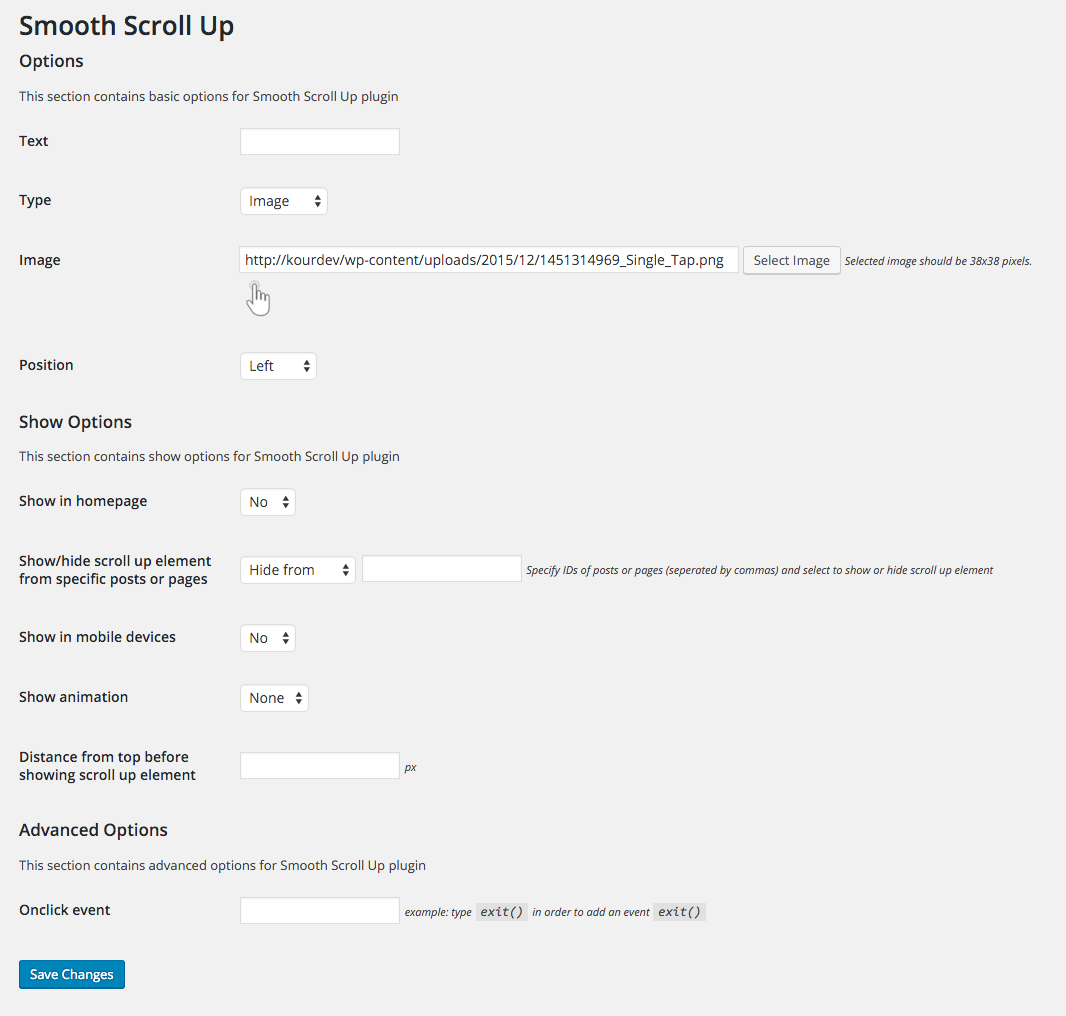 Smooth Scroll Up
Options
This section contains basic options for Smooth Scroll Up plugin
Text
Type
Image
Image
http://kourdev/wp-content/uploads/2015/12/1451314969_Single_Tap.png
Select Image
Selected image should be 38x38 pixels.
Position
Left
Show Options
This section contains show options for Smooth Scroll Up plugin
Show in homepage
No
Show/hide scroll up element
from specific posts or pages
Hide from
Specify IDs of posts or pages (seperated by commas) and select to show or hide scroll up element
Show in mobile devices
No
Show animation
None
Distance from top before
showing scroll up element
px
Advanced Options
This section contains advanced options for Smooth Scroll Up plugin
Onclick event
example: type exit() in order to add an event exit()
Save Changes